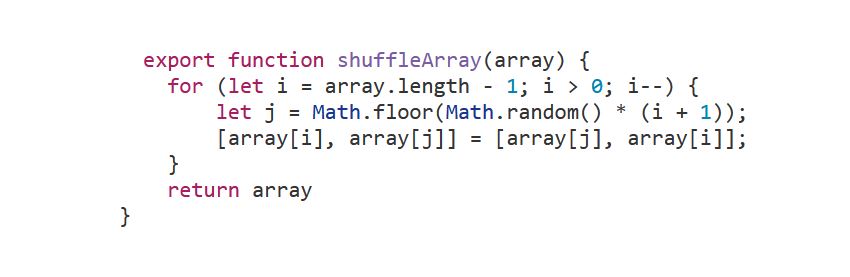 export function shuffleArray(array) {
for (let i = array.length - 1; i > 0; i--) {
let j = Math.floor(Math.random() * (i + 1));
[array[i], array[j]] = [array[j], array[i]];
}
return array
}